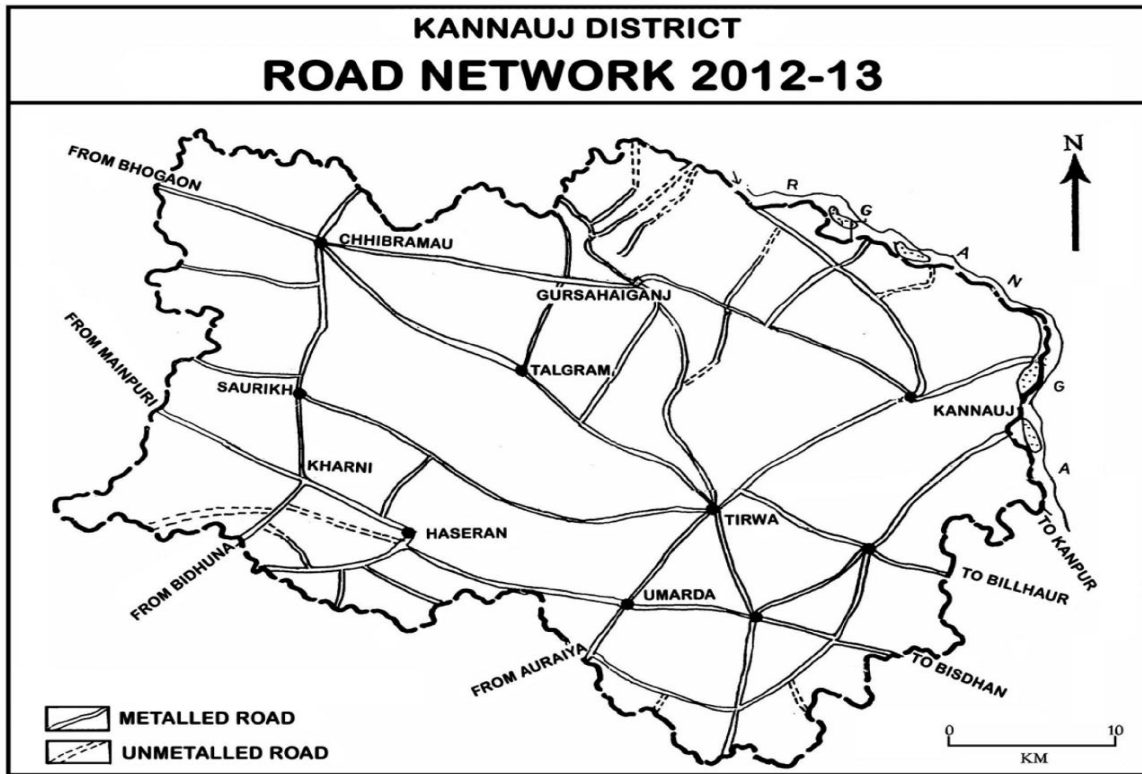 KANNAUJ DISTRICT
ROAD NETWORK 2012-13
FROM BHOGAON
N
R
G
A
N
G
A
CHHIBRAMAU
GURSAHAIGANJ
FROM MAINPURI
SAURIKH
TALGRAM
KANNAUJ
KHARNI
HASERAN
TIRWA
TO KANPUR
FROM BIDHUNA
UMARDA
TO BILLHAUR
FROM AURAIYA
TO BISDHAN
METALLED ROAD
UNMETALLED ROAD
0 10
KM